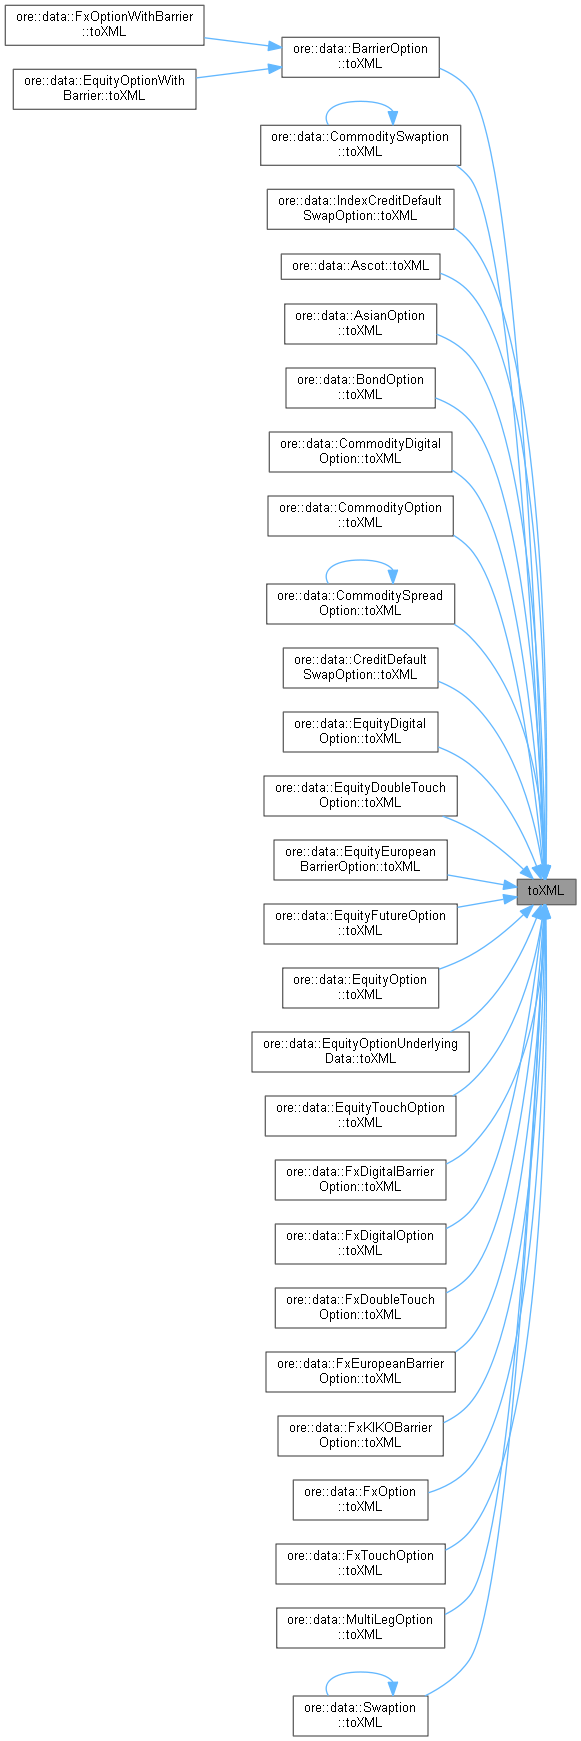 ore::data::FxOptionWithBarrier
::toXML
ore::data::EquityOptionWith
Barrier::toXML
ore::data::BarrierOption
::toXML
ore::data::CommoditySwaption
::toXML
ore::data::IndexCreditDefault
SwapOption::toXML
ore::data::Ascot::toXML
ore::data::AsianOption
::toXML
ore::data::BondOption
::toXML
ore::data::CommodityDigital
Option::toXML
ore::data::CommodityOption
::toXML
ore::data::CommoditySpread
Option::toXML
ore::data::CreditDefault
SwapOption::toXML
ore::data::EquityDigital
Option::toXML
ore::data::EquityDoubleTouch
Option::toXML
ore::data::EquityEuropean
BarrierOption::toXML
toXML
ore::data::EquityFutureOption
::toXML
ore::data::EquityOption
::toXML
ore::data::EquityOptionUnderlying
Data::toXML
ore::data::EquityTouchOption
::toXML
ore::data::FxDigitalBarrier
Option::toXML
ore::data::FxDigitalOption
::toXML
ore::data::FxDoubleTouch
Option::toXML
ore::data::FxEuropeanBarrier
Option::toXML
ore::data::FxKIKOBarrier
Option::toXML
ore::data::FxOption
::toXML
ore::data::FxTouchOption
::toXML
ore::data::MultiLegOption
::toXML
ore::data::Swaption
::toXML